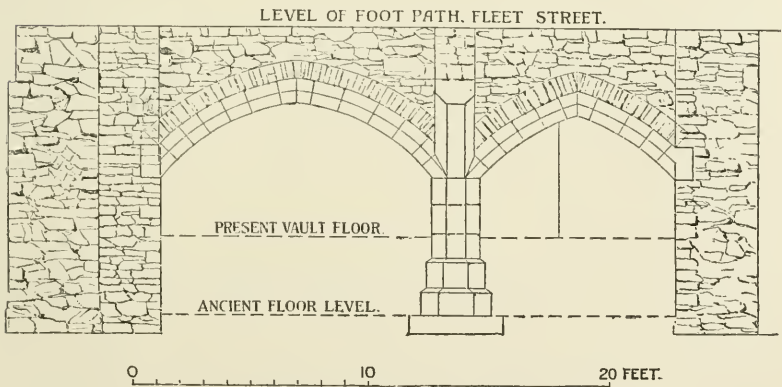 LEVEL OF FOOT PATH, FLEET STREET.
PRESENT VAULT FLOOR.
ANCIENT FLOOR LEVEL.
0 10 20 FEET.